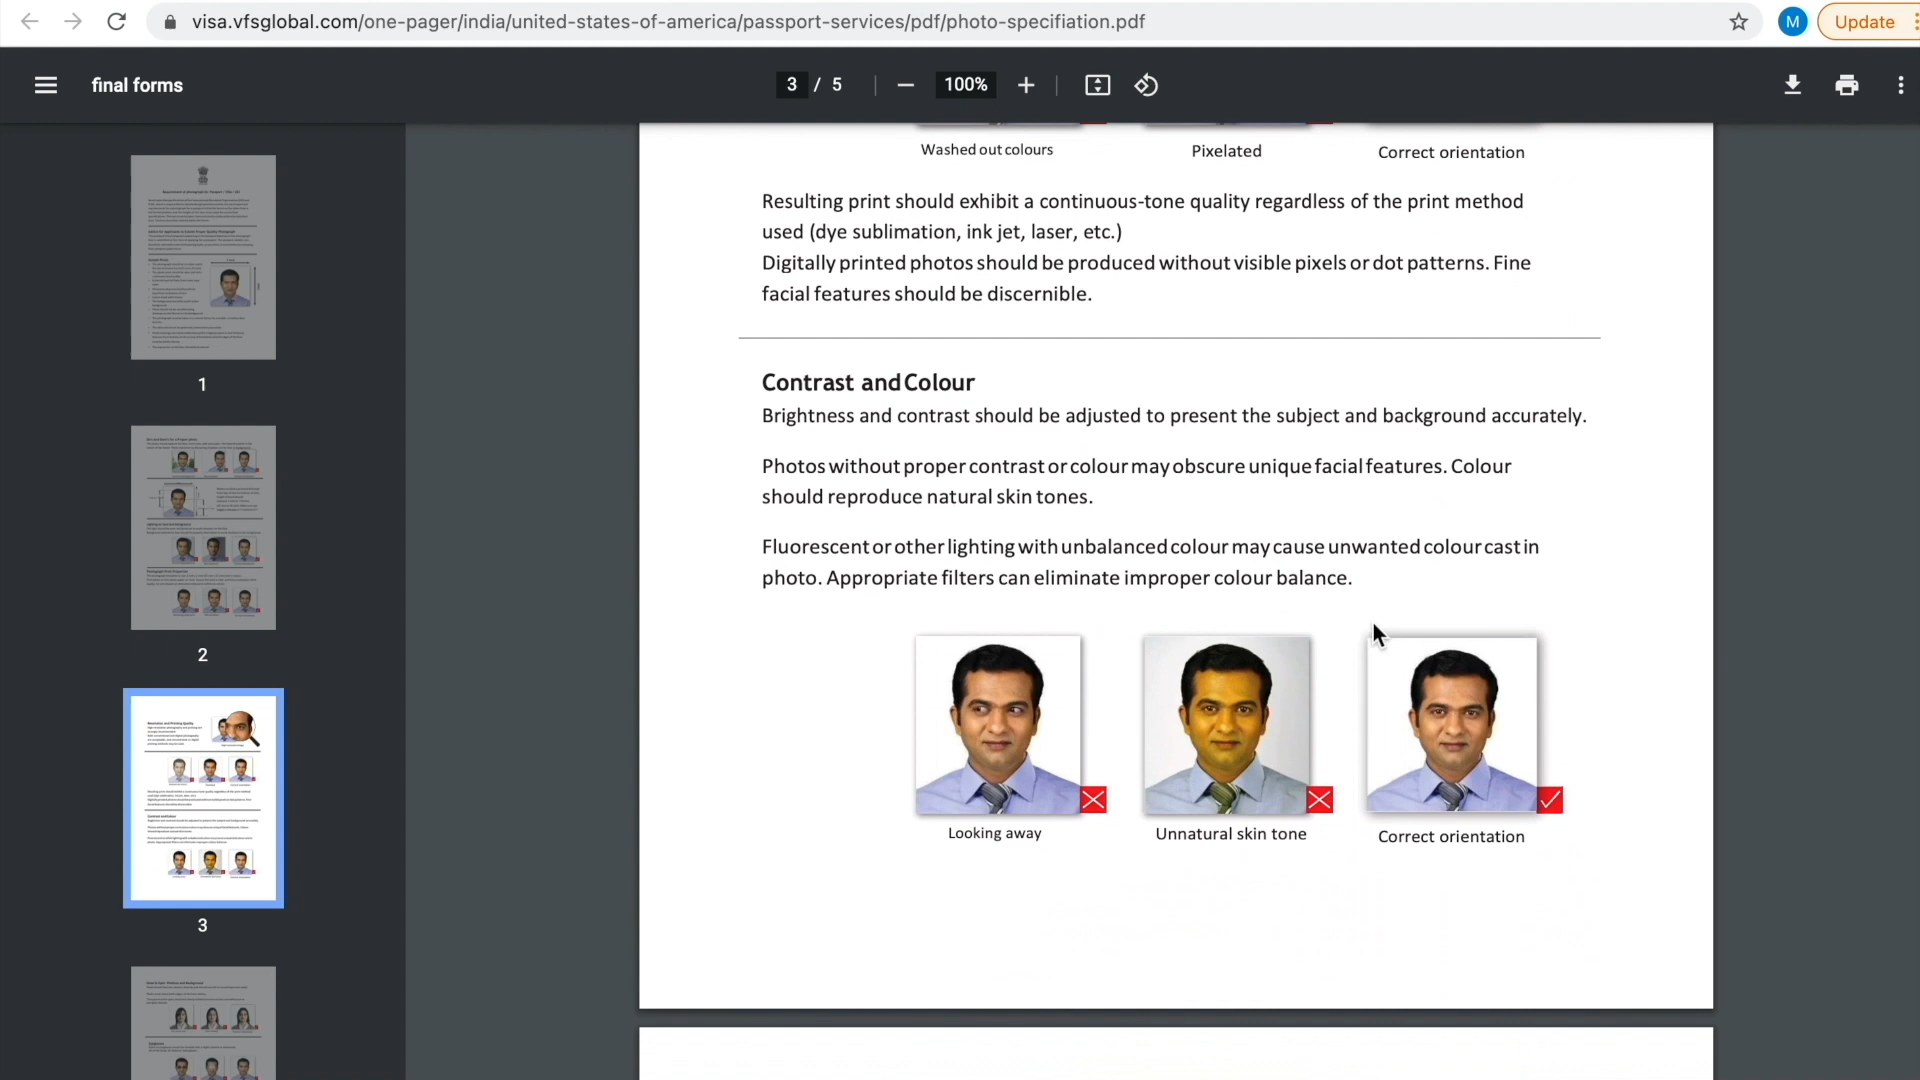 visa.vfsglobal.com/one-pager/india/united-states-of-america/passport-services/pdf/photo-specifiation.pdf
M
Update
final forms
3 / 5
100%
1
2
3
Washed out colours
Pixelated
Correct orientation
Resulting print should exhibit a continuous-tone quality regardless of the print method
used (dye sublimation, ink jet, laser, etc.)
Digitally printed photos should be produced without visible pixels or dot patterns. Fine
facial features should be discernible.
Contrast and Colour
Brightness and contrast should be adjusted to present the subject and background accurately.
Photos without proper contrast or colour may obscure unique facial features. Colour
should reproduce natural skin tones.
Fluorescent or other lighting with unbalanced colour may cause unwanted colour cast in
photo. Appropriate filters can eliminate improper colour balance.
Looking away
Unnatural skin tone
Correct orientation